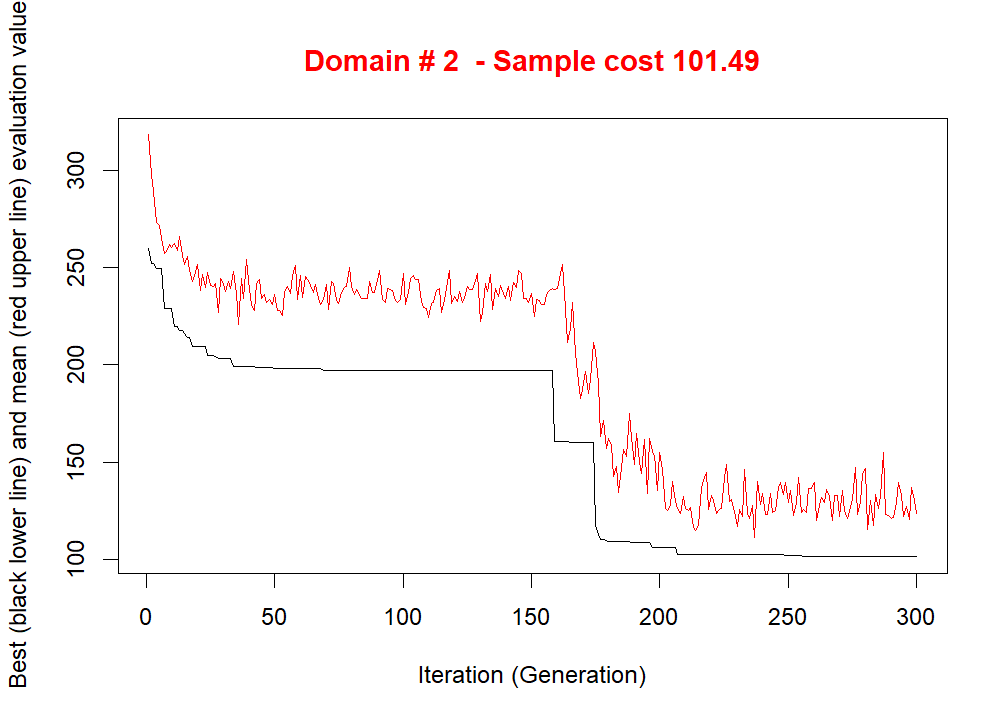 Domain # 2  - Sample cost 101.49
Best (black lower line) and mean (red upper line) evaluation value
300
250
200
150
100
0 50 100 150 200 250 300
Iteration (Generation)